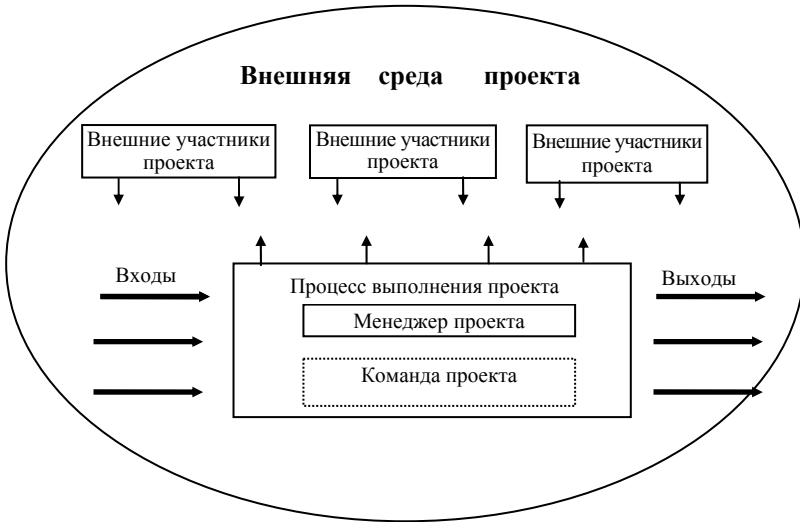 Внешняя среда проекта
Внешние участники
проекта
Внешние участники
проекта
Внешние участники
проекта
Входы
Процесс выполнения проекта
Менеджер проекта
Команда проекта
Выходы